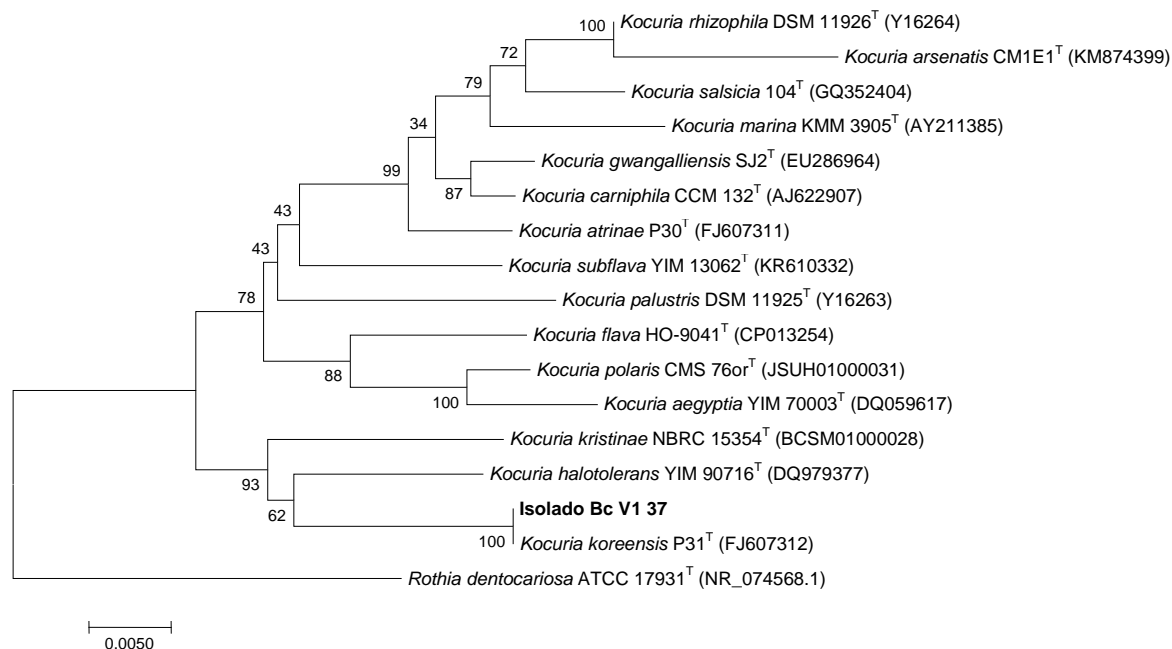 Kocuria rhizophila DSM 11926T (Y16264)
100
Kocuria arsenatis CM1E1T (KM874399)
72
Kocuria salsicia 104T (GQ352404)
79
Kocuria marina KMM 3905T (AY211385)
34
Kocuria gwangalliensis SJ2T (EU286964)
99
87
Kocuria carniphila CCM 132T (AJ622907)
43
Kocuria atrinae P30T (FJ607311)
43
Kocuria subflava YIM 13062T (KR610332)
78
Kocuria palustris DSM 11925T (Y16263)
Kocuria flava HO-9041T (CP013254)
88
Kocuria polaris CMS 76orT (JSUH01000031)
100
Kocuria aegyptia YIM 70003T (DQ059617)
Kocuria kristinae NBRC 15354T (BCSM01000028)
93
Kocuria halotolerans YIM 90716T (DQ979377)
62
Isolado Bc V1 37
100
Kocuria koreensis P31T (FJ607312)
Rothia dentocariosa ATCC 17931T (NR_074568.1)
0.0050